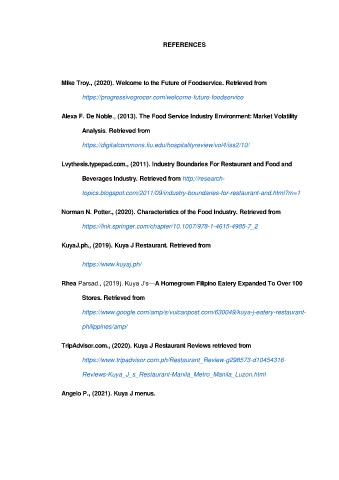 REFERENCES
Mike Troy., (2020). Welcome to the Future of Foodservice. Retrieved from
https://progressivegrocer.com/welcome-future-foodservice
Alexa F. De Noble., (2013). The Food Service Industry Environment: Market Volatility
Analysis. Retrieved from
https://digitalcommons.fiu.edu/hospitalityreview/vol4/iss2/10/
Lvythesis.typepad.com., (2011). Industry Boundaries For Restaurant and Food and
Beverages Industry. Retrieved from http://research-
topics.blogspot.com/2011/09/industry-boundaries-for-restaurant-and.html?m=1
Norman N. Potter., (2020). Characteristics of the Food Industry. Retrieved from
https://link.springer.com/chapter/10.1007/978-1-4615-4985-7_2
KuyaJ.ph., (2019). Kuya J Restaurant. Retrieved from
https://www.kuyaj.ph/
Rhea Parsad., (2019). Kuya J's—A Homegrown Filipino Eatery Expanded To Over 100
Stores. Retrieved from
https://www.google.com/amp/s/vulcanpost.com/630049/kuya-j-eatery-restaurant-
philippines/amp/
TripAdvisor.com., (2020). Kuya J Restaurant Reviews retrieved from
https://www.tripadvisor.com.ph/Restaurant_Review-g298573-d10454316-
Reviews-Kuya_J_s_Restaurant-Manila_Metro_Manila_Luzon.html
Angelo P., (2021). Kuya J menus.